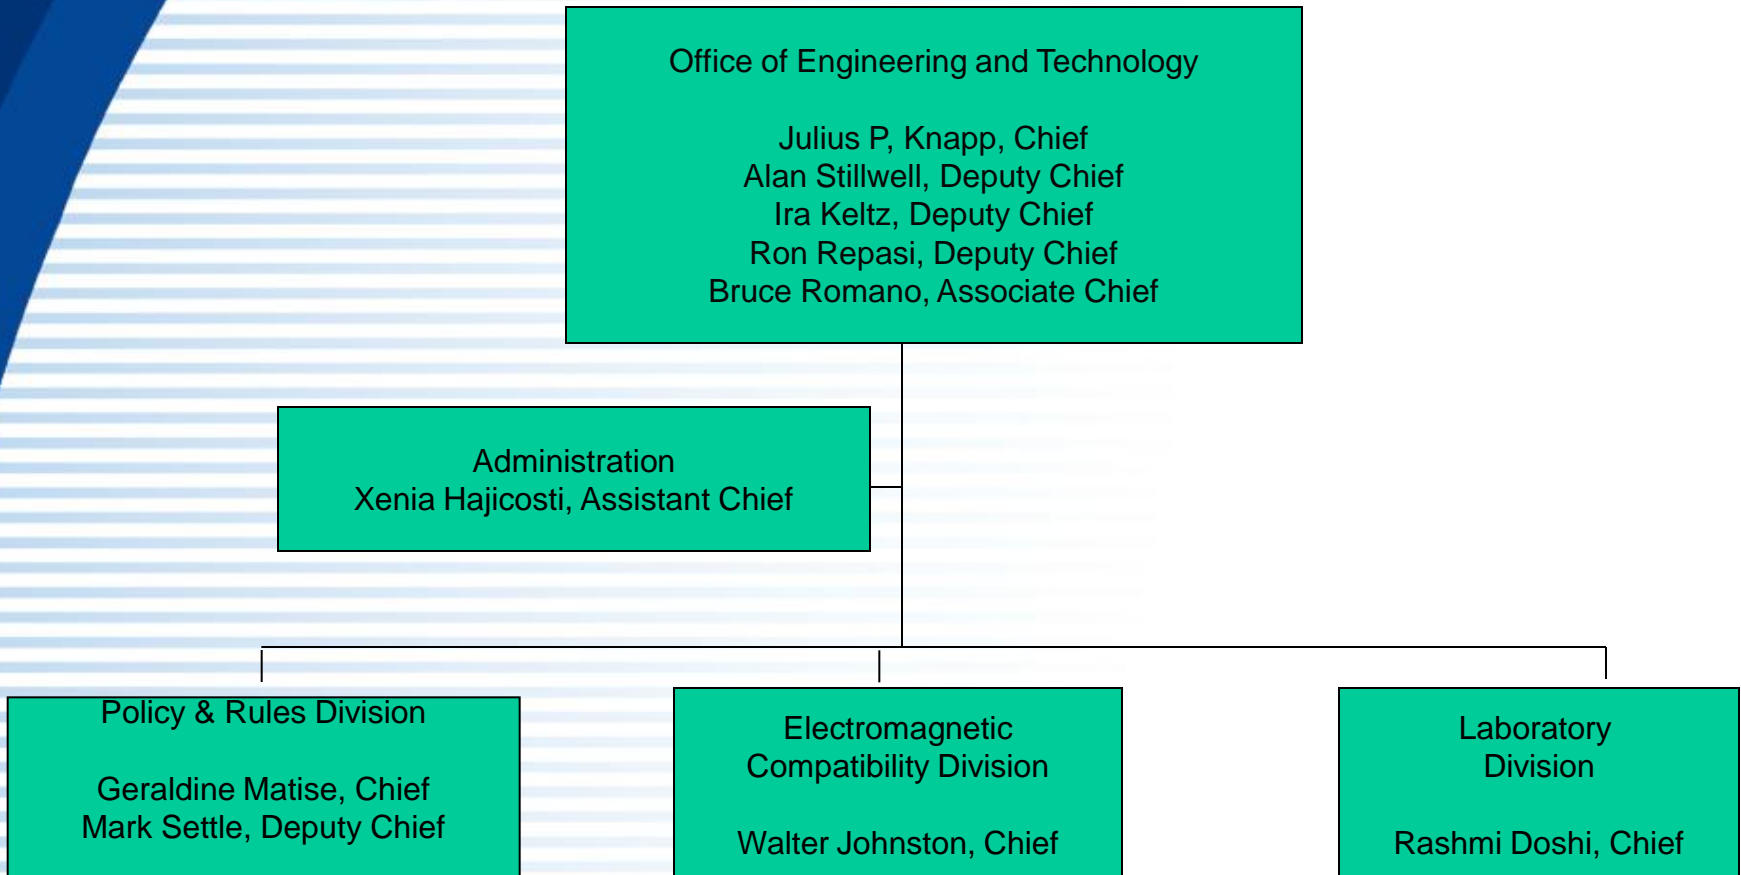 Office of Engineering and Technology
Julius P, Knapp, Chief
Alan Stillwell, Deputy Chief
Ira Keltz, Deputy Chief
Ron Repasi, Deputy Chief
Bruce Romano, Associate Chief
Administration
Xenia Hajicosti, Assistant Chief
Policy & Rules Division
Geraldine Matise, Chief
Mark Settle, Deputy Chief
Electromagnetic
Compatibility Division
Walter Johnston, Chief
Laboratory
Division
Rashmi Doshi, Chief